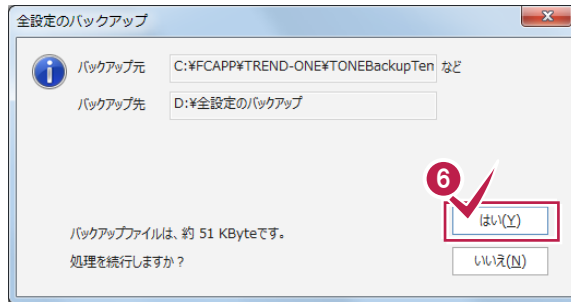 全設定のバックアップ
バックアップ元 C:¥FCAPP¥TREND-ONE¥TONEBackupTen など
バックアップ先 D:¥全設定のバックアップ
6
はい(Y)
バックアップファイルは、約 51 KByteです。
処理を続行しますか？
いいえ(N)